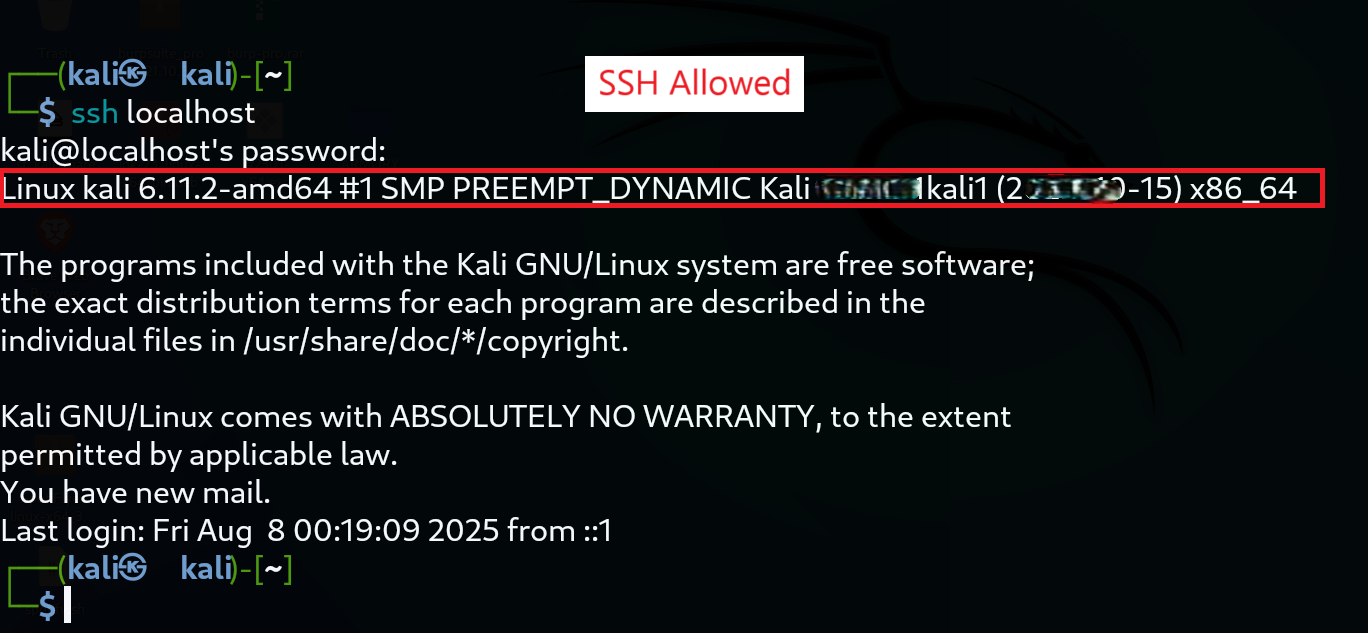 ┌──(kali㉿kali)-[~]
SSH Allowed
└─$ ssh localhost
kali@localhost's password:
Linux kali 6.11.2-amd64 #1 SMP PREEMPT_DYNAMIC Kali 1kali1 (2 0-15) x86_64
The programs included with the Kali GNU/Linux system are free software;
the exact distribution terms for each program are described in the
individual files in /usr/share/doc/*/copyright.
Kali GNU/Linux comes with ABSOLUTELY NO WARRANTY, to the extent
permitted by applicable law.
You have new mail.
Last login: Fri Aug  8 00:19:09 2025 from ::1
┌──(kali㉿kali)-[~]
└─$